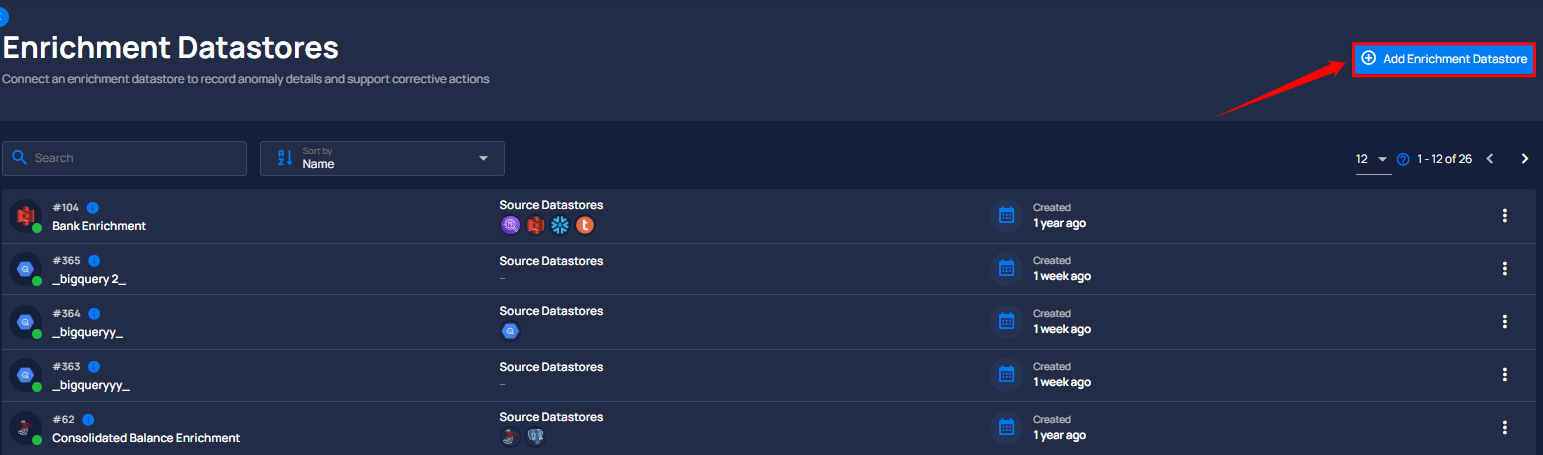 Enrichment Datastores
Connect an enrichment datastore to record anomaly details and support corrective actions
Add Enrichment Datastore
Search
Sort by
Name
12
1 - 12 of 26
#104
Bank Enrichment
Source Datastores
Created
1 year ago
#365
_bigquery 2_
Source Datastores
–
Created
1 week ago
#364
_bigqueryy_
Source Datastores
Created
1 week ago
#363
_bigqueryyy_
Source Datastores
–
Created
1 week ago
#62
Consolidated Balance Enrichment
Source Datastores
Created
1 year ago